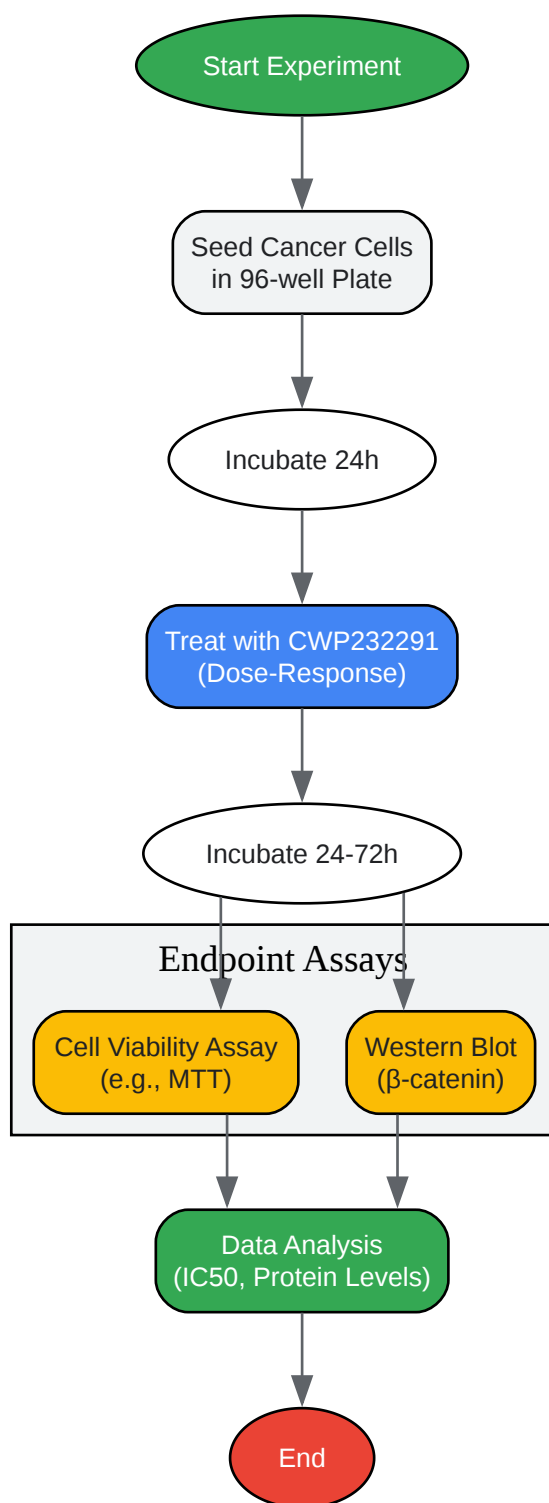 Start Experiment
Seed Cancer Cells
in 96-well Plate
Incubate 24h
Treat with CWP232291
(Dose-Response)
Incubate 24-72h
Endpoint Assays
Cell Viability Assay
(e.g., MTT)
Western Blot
(β-catenin)
Data Analysis
(IC50, Protein Levels)
End